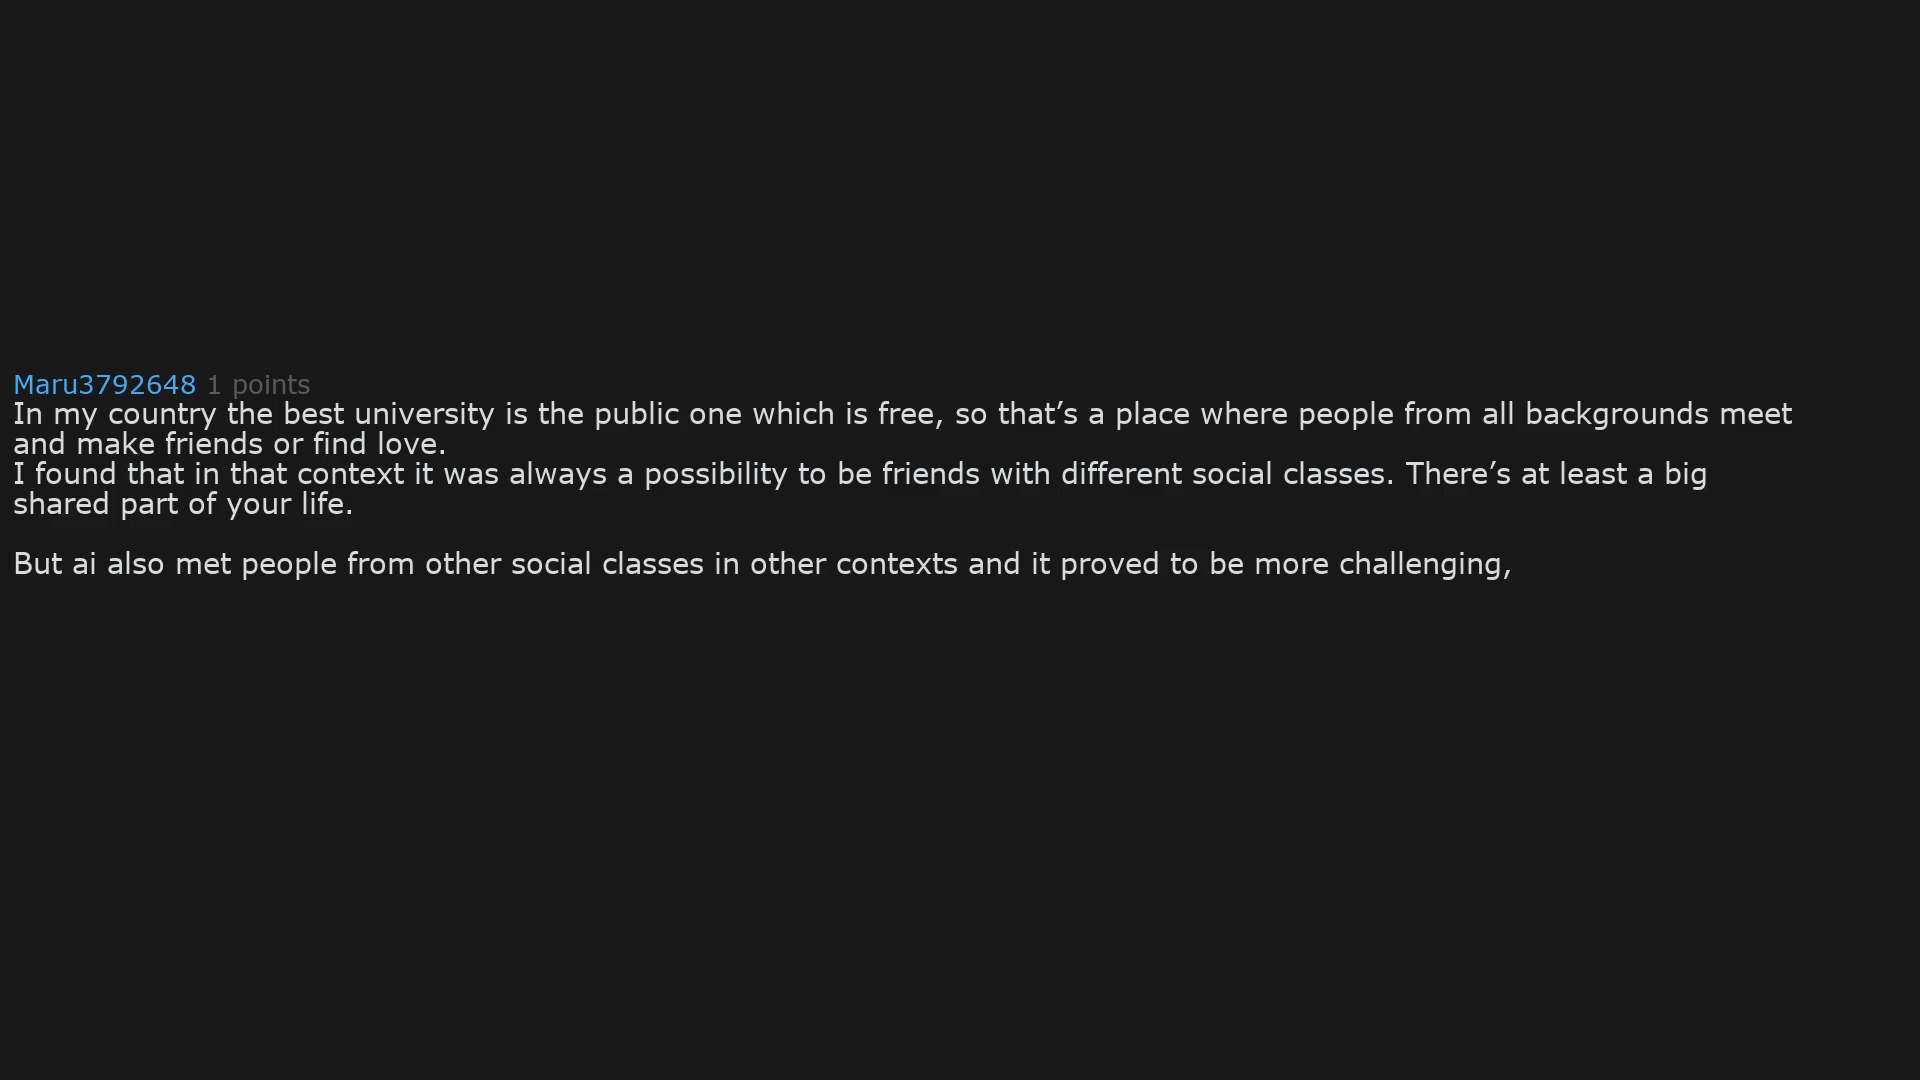 Maru3792648 1 points
In my country the best university is the public one which is free, so that’s a place where people from all backgrounds meet
and make friends or find love.
I found that in that context it was always a possibility to be friends with different social classes. There’s at least a big
shared part of your life.
But ai also met people from other social classes in other contexts and it proved to be more challenging,